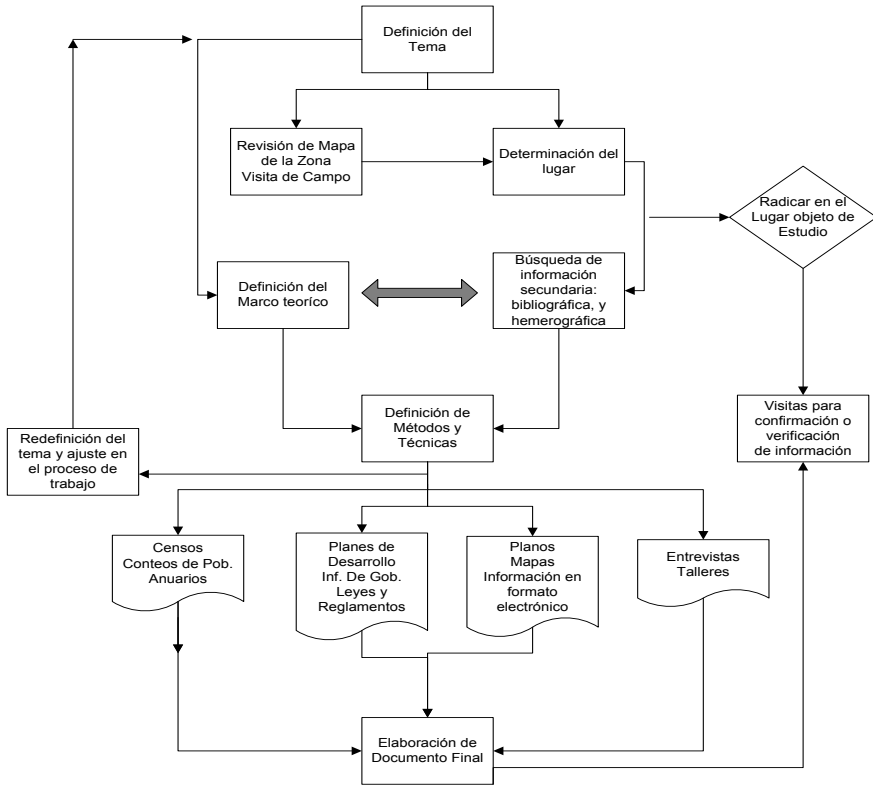 Definición del
Tema
Revisión de Mapa
de la Zona
Visita de Campo
Determinación del
lugar
Radicar en el
Lugar objeto de
Estudio
Definición del
Marco teoríco
Búsqueda de
información
secundaria:
bibliográfica, y
hemerográfica
Definición de
Métodos y
Técnicas
Visitas para
confirmación o
verificación
de información
Redefinición del
tema y ajuste en
el proceso de
trabajo
Censos
Conteos de Pob.
Anuarios
Planes de
Desarrollo
Inf. De Gob.
Leyes y
Reglamentos
Planos
Mapas
Información en
formato
electrónico
Entrevistas
Talleres
Elaboración de
Documento Final